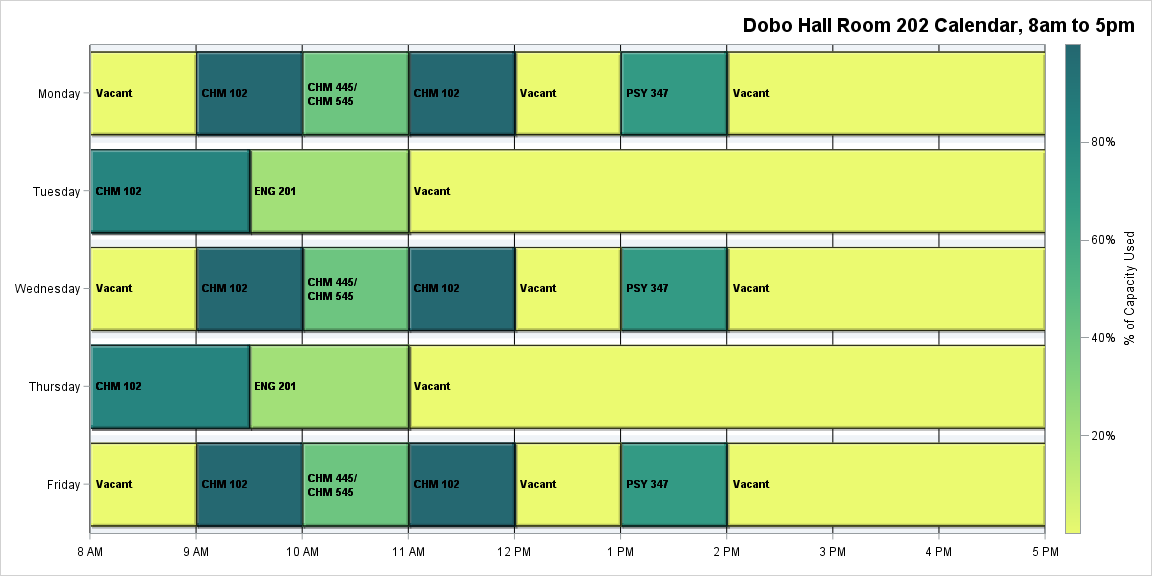 Dobo Hall Room 202 Calendar, 8am to 5pm
Monday
Vacant
CHM 102
CHM 445/
CHM 545
CHM 102
Vacant
PSY 347
Vacant
Tuesday
CHM 102
ENG 201
Vacant
Wednesday
Vacant
CHM 102
CHM 445/
CHM 545
CHM 102
Vacant
PSY 347
Vacant
Thursday
CHM 102
ENG 201
Vacant
Friday
Vacant
CHM 102
CHM 445/
CHM 545
CHM 102
Vacant
PSY 347
Vacant
8 AM
9 AM
10 AM
11 AM
12 PM
1 PM
2 PM
3 PM
4 PM
5 PM
80%
60%
40%
20%
% of Capacity Used